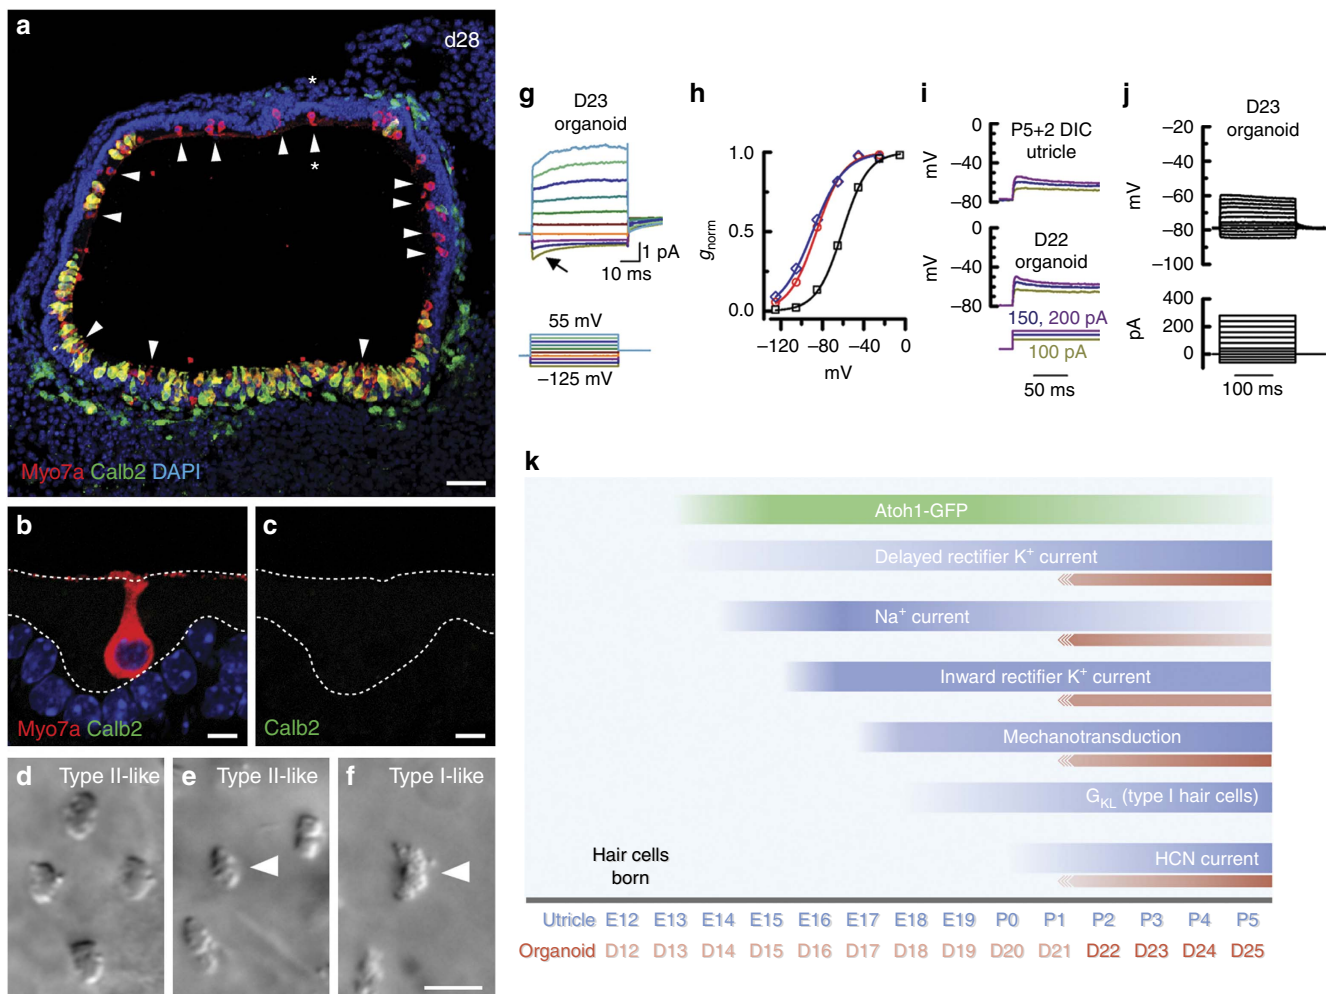 a
d28
*
*
Myo7a Calb2 DAPI
b
Myo7a Calb2
c
Calb2
d Type II-like
e Type II-like
f Type I-like
g
D23
organoid
1 pA
10 ms
55 mV
−125 mV
h
1.0
0.5
0.0
gnorm
−120 −80 −40 0
mV
i
P5+2 DIC
utricle
0
−40
−80
mV
D22
organoid
0
−40
−80
mV
150, 200 pA
100 pA
50 ms
j
D23
organoid
−20
−40
−60
−80
−100
mV
400
200
0
pA
100 ms
k
Atoh1-GFP
Delayed rectifier K+ current
Na+ current
Inward rectifier K+ current
Mechanotransduction
GKL (type I hair cells)
HCN current
Hair cells
born
Utricle E12 E13 E14 E15 E16 E17 E18 E19 P0 P1 P2 P3 P4 P5
Organoid D12 D13 D14 D15 D16 D17 D18 D19 D20 D21 D22 D23 D24 D25